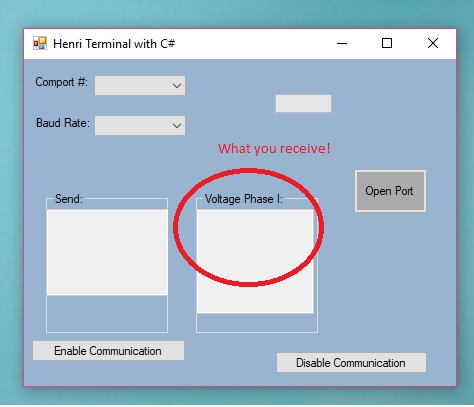 Henri Terminal with C#
Comport #:
Baud Rate:
What you receive!
Open Port
Send:
Voltage Phase I:
Enable Communication
Disable Communication